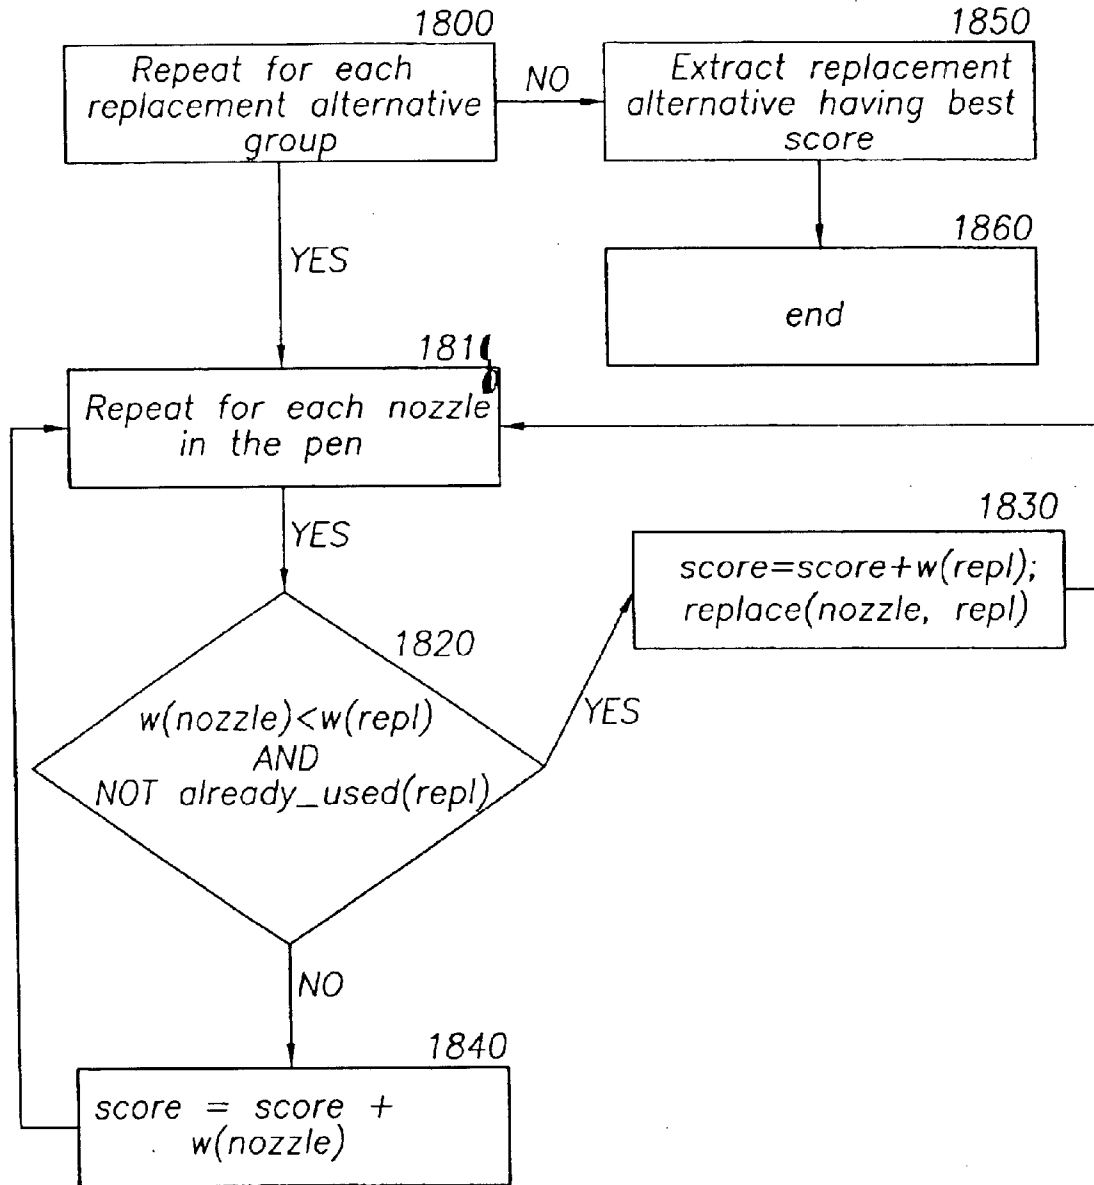 1800
Repeat for each
replacement alternative
group
NO
1850
Extract replacement
alternative having best
score
YES
1860
end
1810
Repeat for each nozzle
in the pen
YES
1820
w(nozzle)<w(repl)
AND
NOT already_used(repl)
YES
1830
score=score+w(repl);
replace(nozzle, repl)
NO
1840
score = score +
w(nozzle)